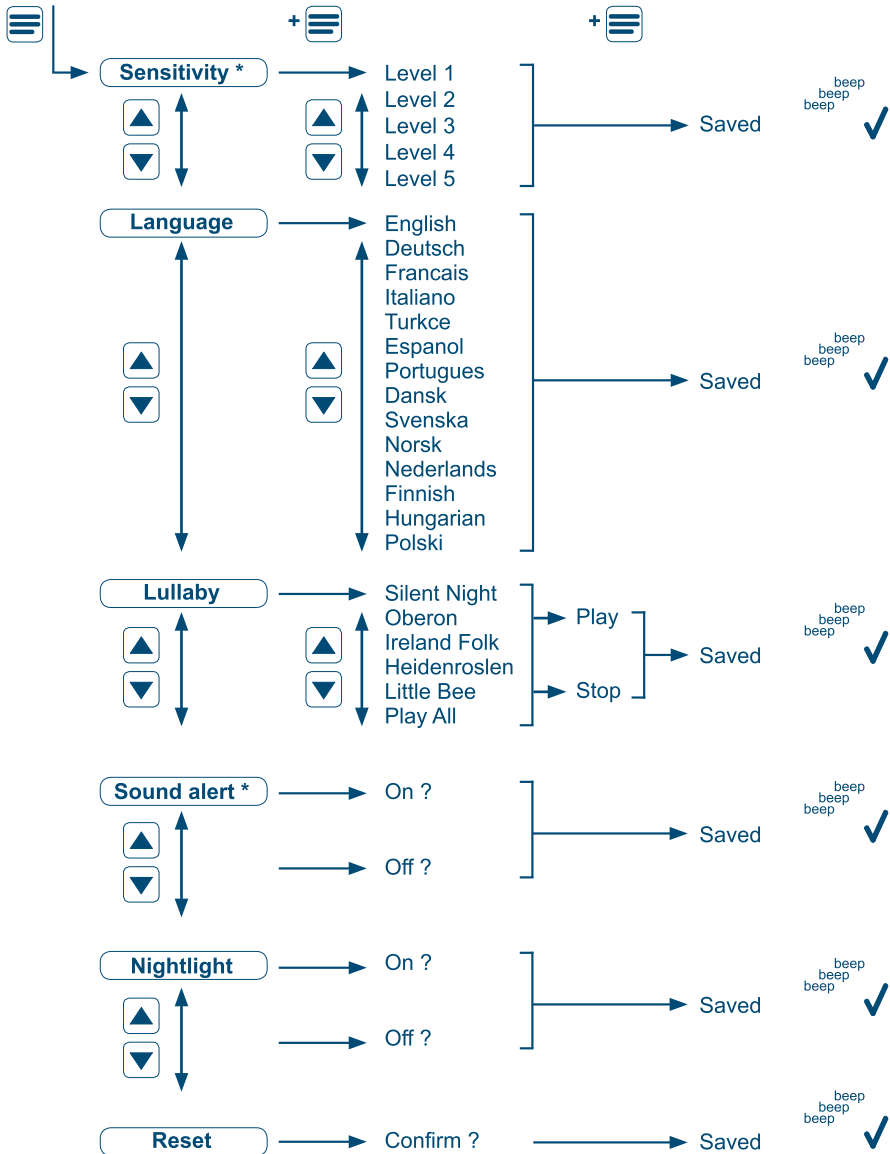 +
+
Sensitivity *
Level 1
Level 2
Level 3
Level 4
Level 5
Saved
beep
beep
beep
Language
English
Deutsch
Francais
Italiano
Turkce
Espanol
Portugues
Dansk
Svenska
Norsk
Nederlands
Finnish
Hungarian
Polski
Saved
beep
beep
beep
Lullaby
Silent Night
Oberon
Ireland Folk
Heidenroslen
Little Bee
Play All
Play
Stop
Saved
beep
beep
beep
Sound alert *
On ?
Off ?
Saved
beep
beep
beep
Nightlight
On ?
Off ?
Saved
beep
beep
beep
Reset
Confirm ?
Saved
beep
beep
beep